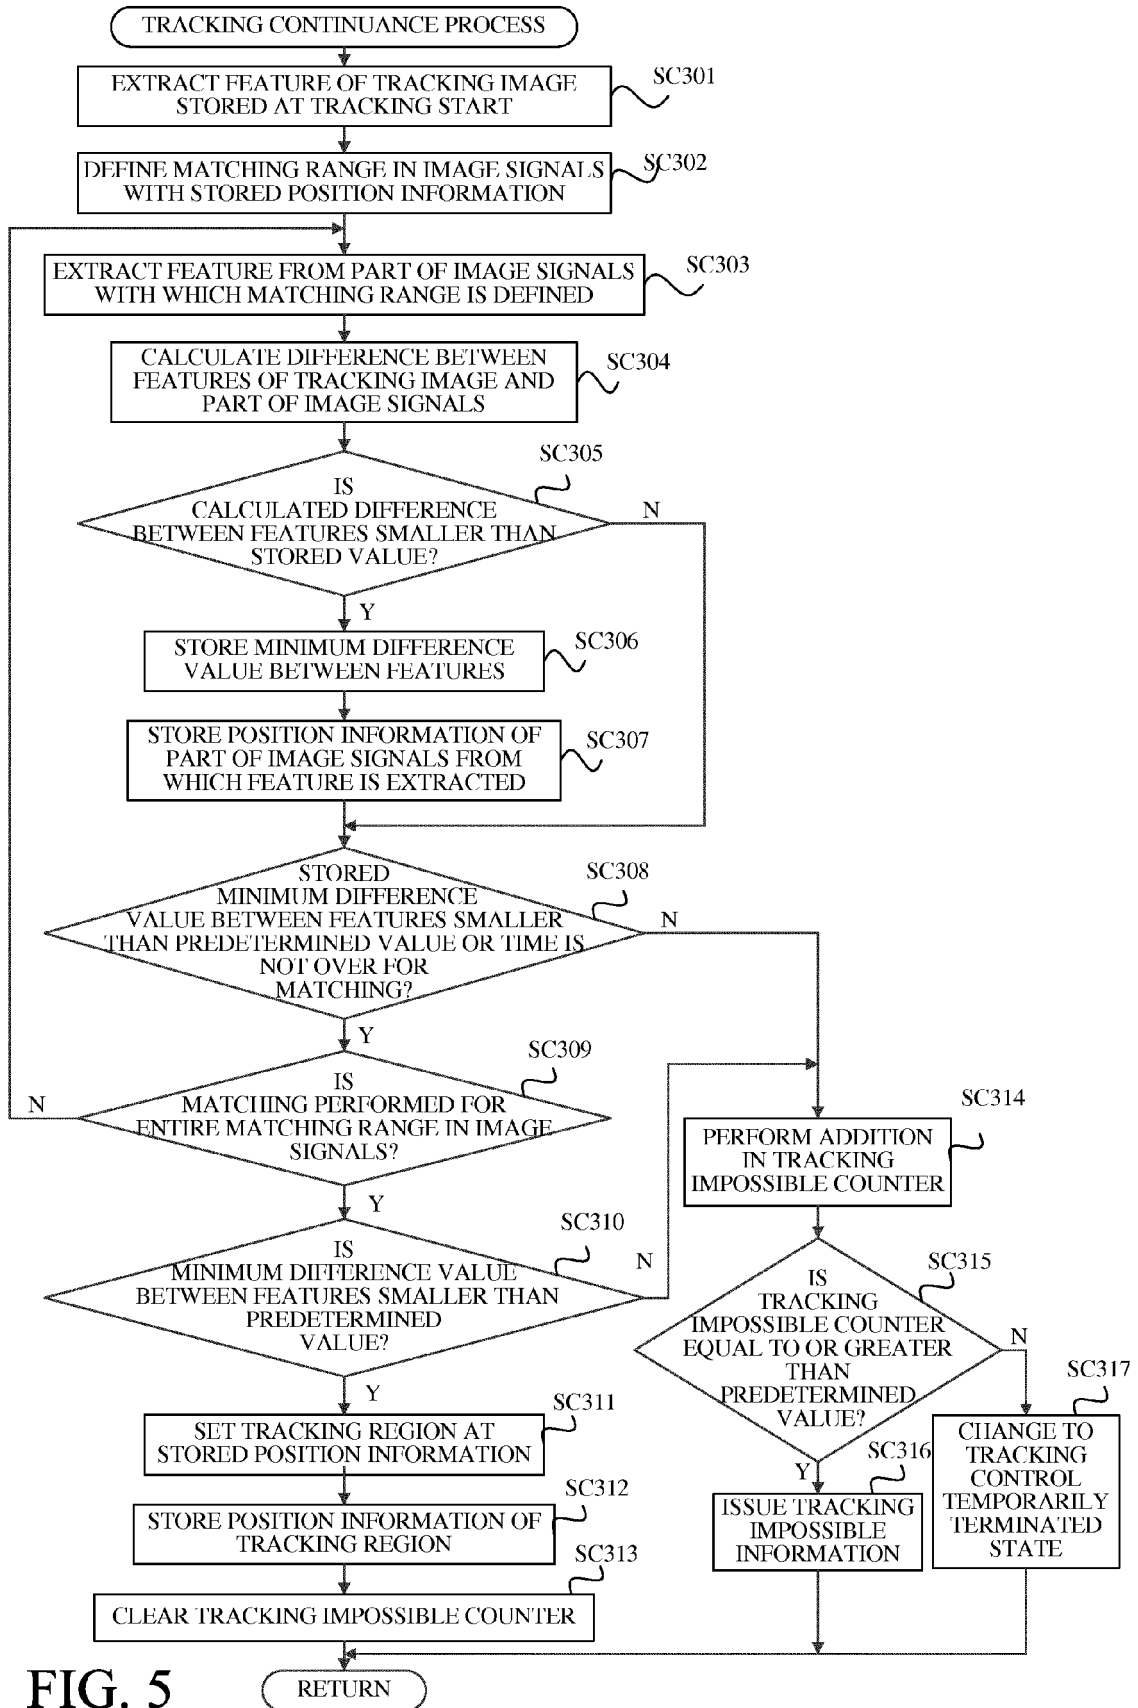 TRACKING CONTINUANCE PROCESS
EXTRACT FEATURE OF TRACKING IMAGE
STORED AT TRACKING START
SC301
DEFINE MATCHING RANGE IN IMAGE SIGNALS
WITH STORED POSITION INFORMATION
SC302
EXTRACT FEATURE FROM PART OF IMAGE SIGNALS
WITH WHICH MATCHING RANGE IS DEFINED
SC303
CALCULATE DIFFERENCE BETWEEN
FEATURES OF TRACKING IMAGE AND
PART OF IMAGE SIGNALS
SC304
IS
CALCULATED DIFFERENCE
BETWEEN FEATURES SMALLER THAN
STORED VALUE?
SC305
N
Y
STORE MINIMUM DIFFERENCE
VALUE BETWEEN FEATURES
SC306
STORE POSITION INFORMATION OF
PART OF IMAGE SIGNALS FROM
WHICH FEATURE IS EXTRACTED
SC307
STORED
MINIMUM DIFFERENCE
VALUE BETWEEN FEATURES SMALLER
THAN PREDETERMINED VALUE OR TIME IS
NOT OVER FOR
MATCHING?
SC308
N
Y
IS
MATCHING PERFORMED FOR
ENTIRE MATCHING RANGE IN IMAGE
SIGNALS?
SC309
N
Y
IS
MINIMUM DIFFERENCE VALUE
BETWEEN FEATURES SMALLER THAN
PREDETERMINED
VALUE?
SC310
N
Y
SET TRACKING REGION AT
STORED POSITION INFORMATION
SC311
STORE POSITION INFORMATION OF
TRACKING REGION
SC312
CLEAR TRACKING IMPOSSIBLE COUNTER
SC313
PERFORM ADDITION
IN TRACKING
IMPOSSIBLE COUNTER
SC314
IS
TRACKING
IMPOSSIBLE COUNTER
EQUAL TO OR GREATER
THAN
PREDETERMINED
VALUE?
SC315
N
Y
ISSUE TRACKING
IMPOSSIBLE
INFORMATION
SC316
CHANGE TO
TRACKING
CONTROL
TEMPORARILY
TERMINATED
STATE
SC317
RETURN
FIG. 5